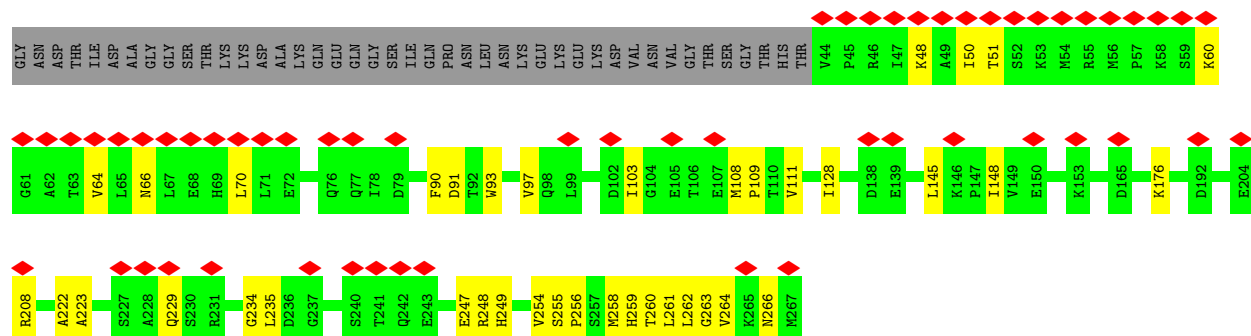 GLY ASN ASP THR ILE ASP ALA GLY GLY SER THR LYS LYS ASP ALA LYS GLN GLU GLN GLY SER ILE GLN PRO ASN LEU ASN LYS GLU LYS GLU LYS ASP VAL ASN VAL GLY THR SER GLY THR HIS THR V44 P45 R46 I47 K48 A49 I50 T51 S52 K53 M54 R55 M56 P57 K58 S59 K60
G61 A62 T63 V64 L65 N66 L67 E68 H69 L70 L71 E72 Q76 Q77 I78 D79 F90 D91 T92 W93 V97 Q98 L99 D102 I103 G104 E105 T106 E107 M108 P109 T110 V111 I128 D138 E139 L145 K146 P147 I148 V149 E150 K153 D165 K176 D192 E204
R208 A222 A223 S227 A228 Q229 S230 R231 G234 L235 D236 G237 S240 T241 Q242 E243 E247 R248 H249 V254 S255 P256 S257 M258 H259 T260 L261 L262 G263 V264 K265 N266 M267